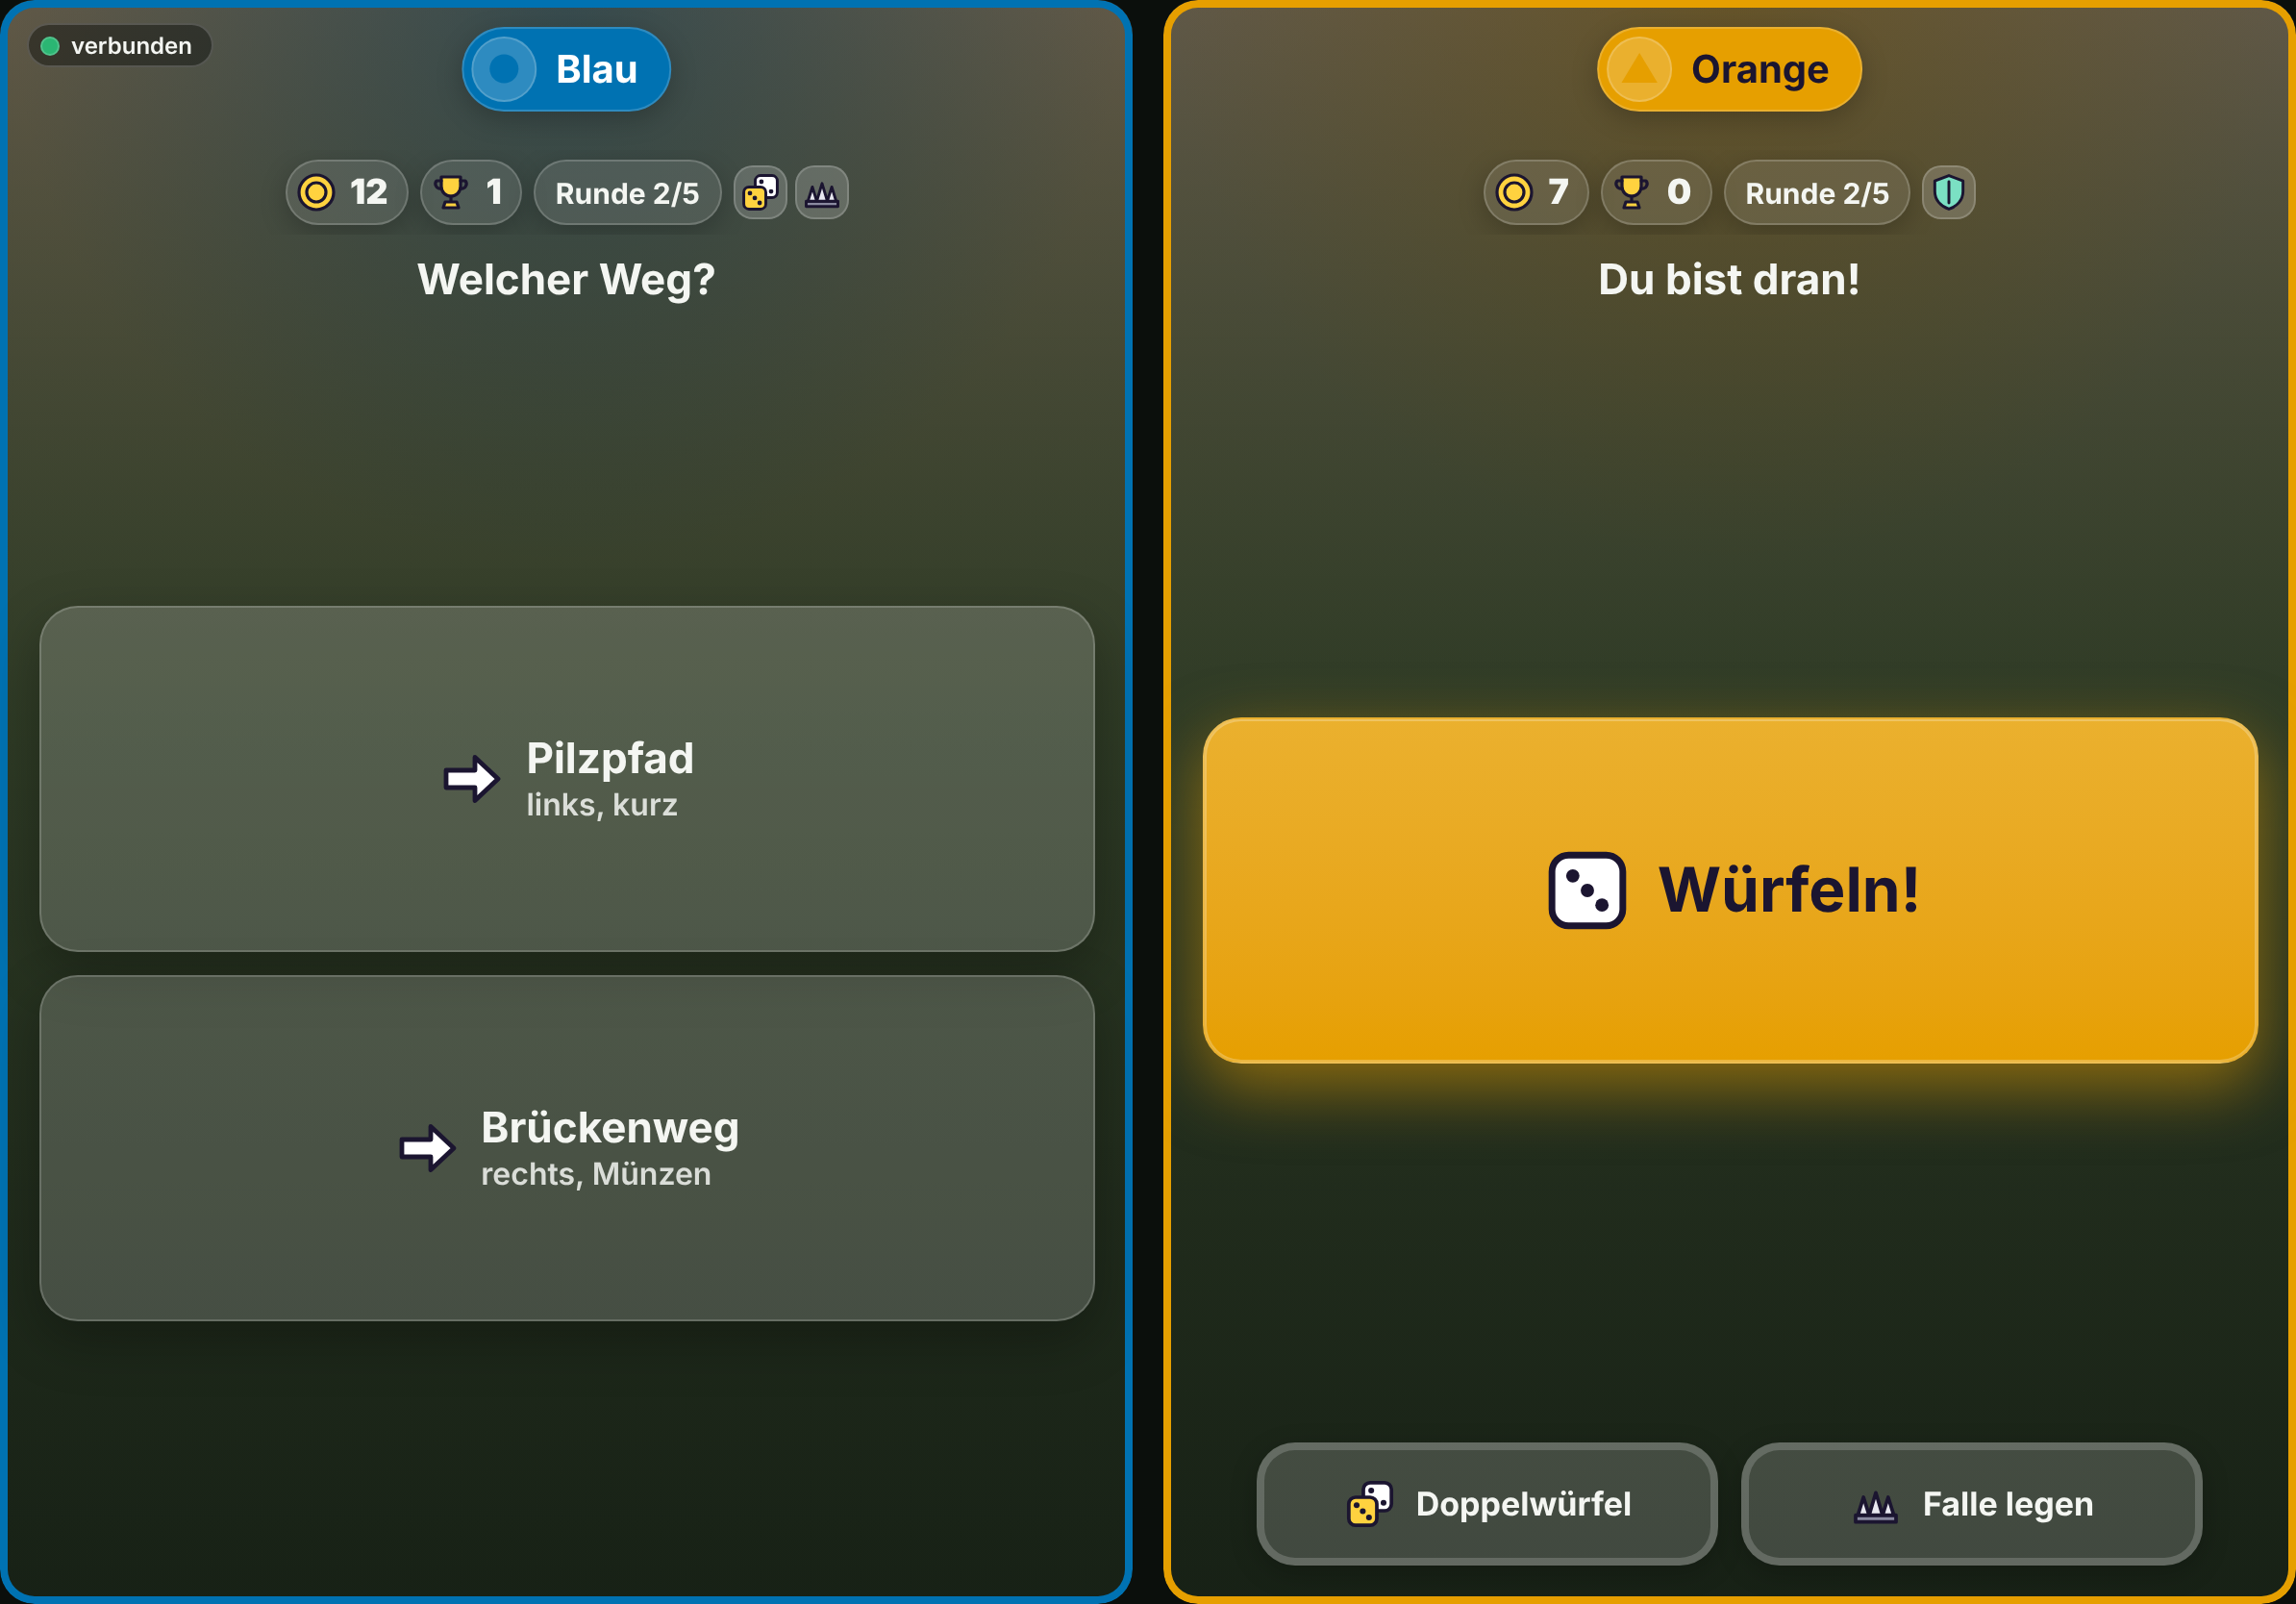 verbunden
Blau
12
1
Runde 2/5
Welcher Weg?
Pilzpfad
links, kurz
Brückenweg
rechts, Münzen
Orange
7
0
Runde 2/5
Du bist dran!
Würfeln!
Doppelwürfel
Falle legen